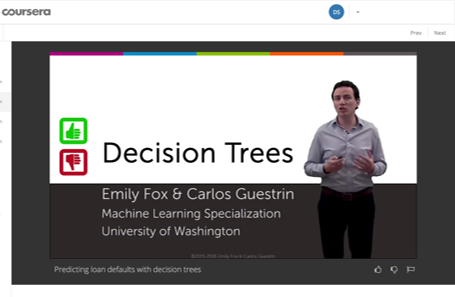 coursera
DS
Prev
Next
Decision Trees
Emily Fox & Carlos Guestrin
Machine Learning Specialization
University of Washington
©2015-2016 Emily Fox & Carlos Guestrin
Predicting loan defaults with decision trees